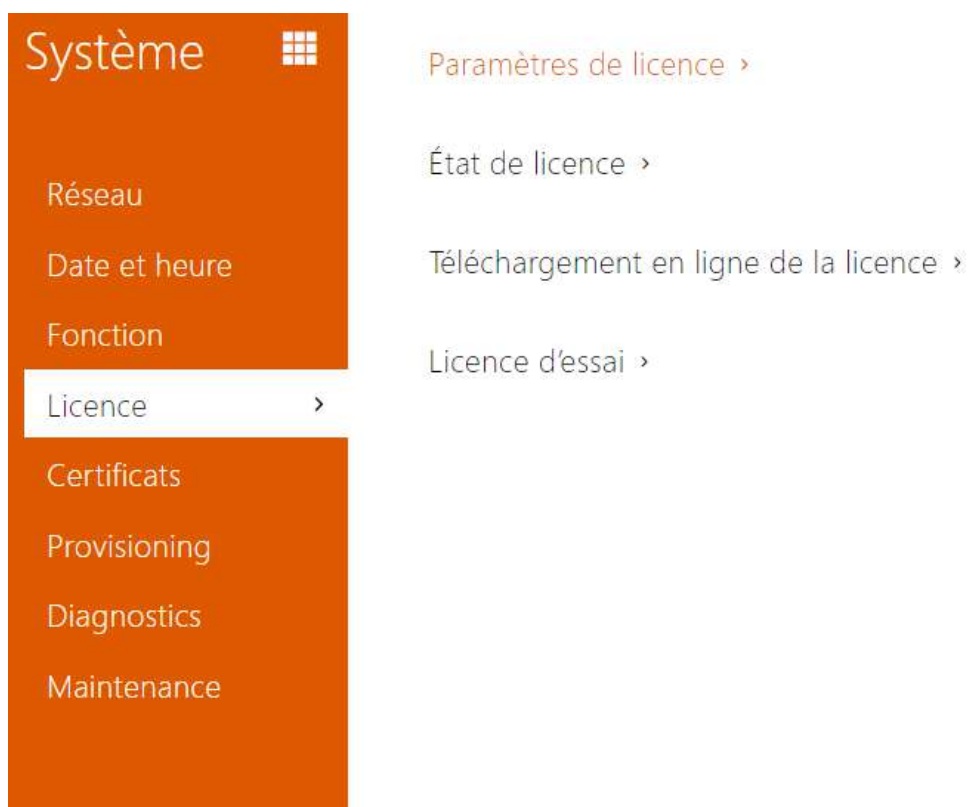 Système
Réseau
Date et heure
Fonction
Licence ›
Certificats
Provisioning
Diagnostics
Maintenance
Paramètres de licence ›
État de licence ›
Téléchargement en ligne de la licence ›
Licence d'essai ›